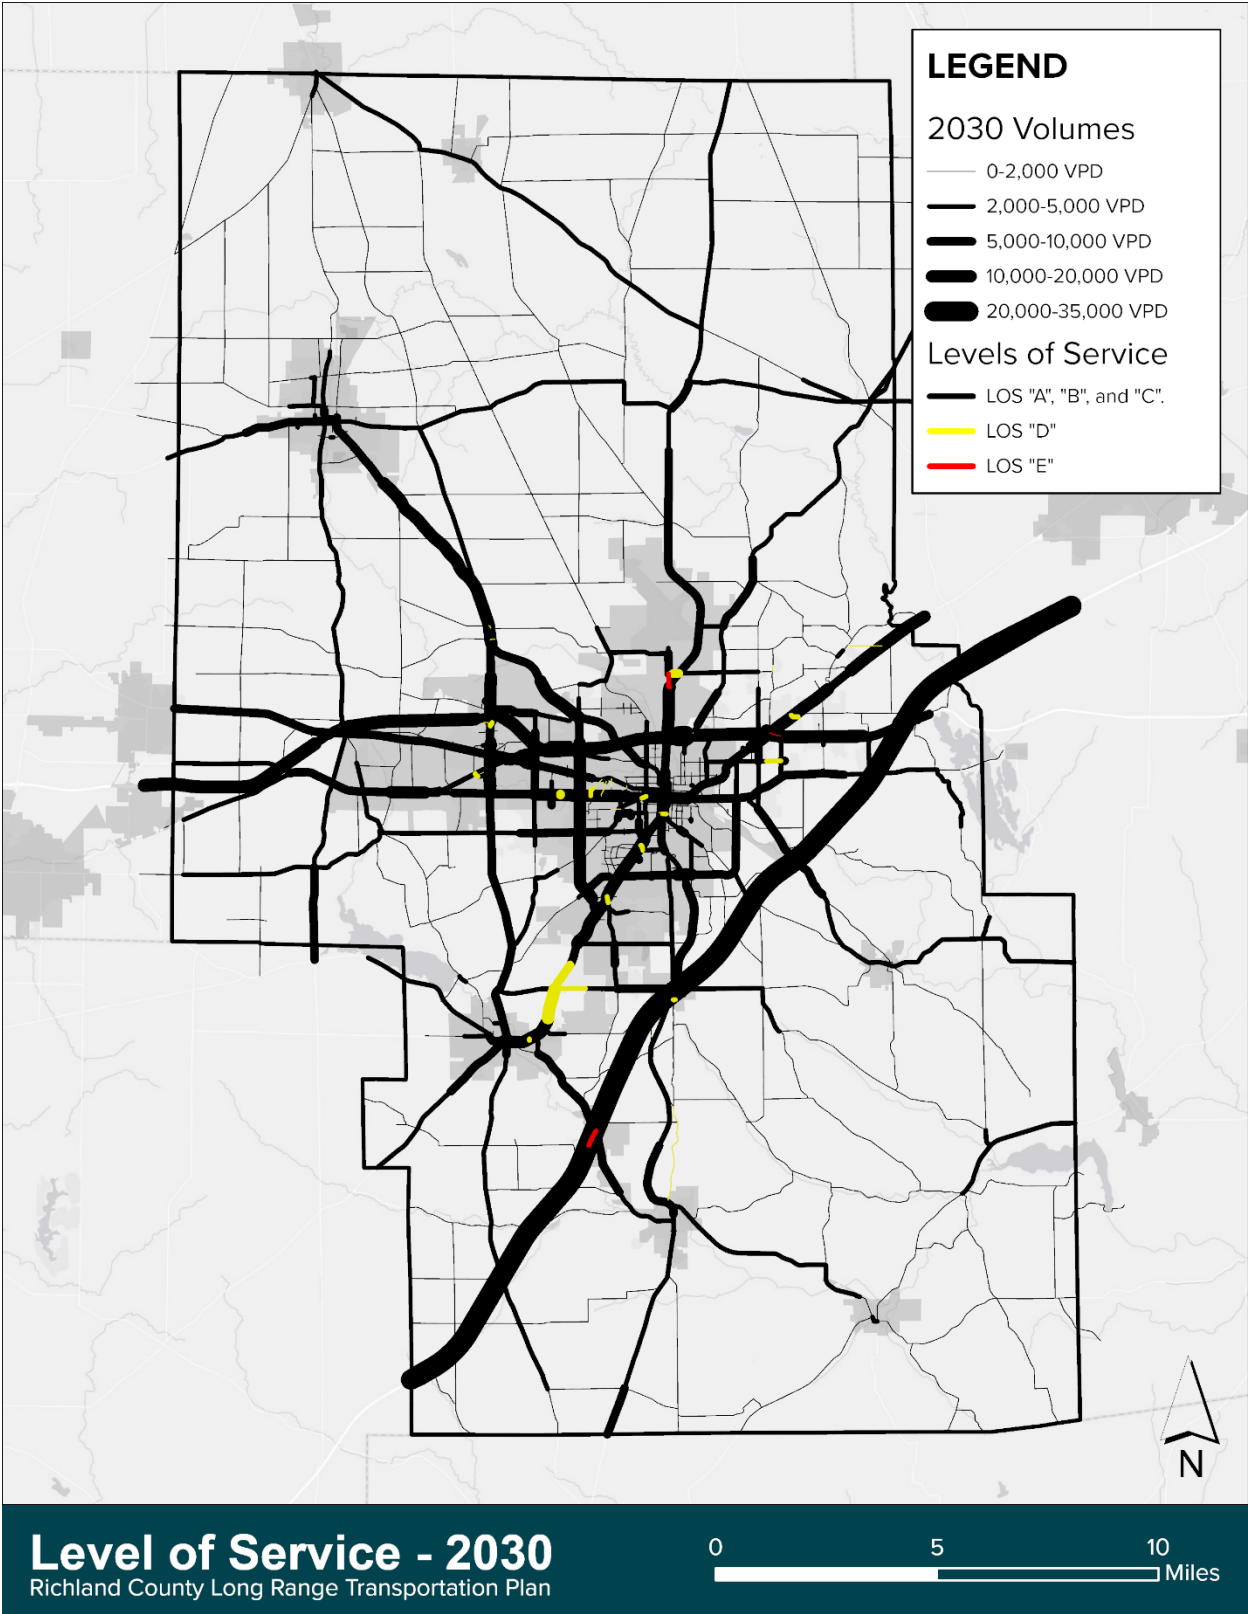 LEGEND
2030 Volumes
0-2,000 VPD
2,000-5,000 VPD
5,000-10,000 VPD
10,000-20,000 VPD
20,000-35,000 VPD
Levels of Service
LOS "A", "B", and "C".
LOS "D"
LOS "E"
N
Level of Service - 2030
Richland County Long Range Transportation Plan
0 5 10
Miles